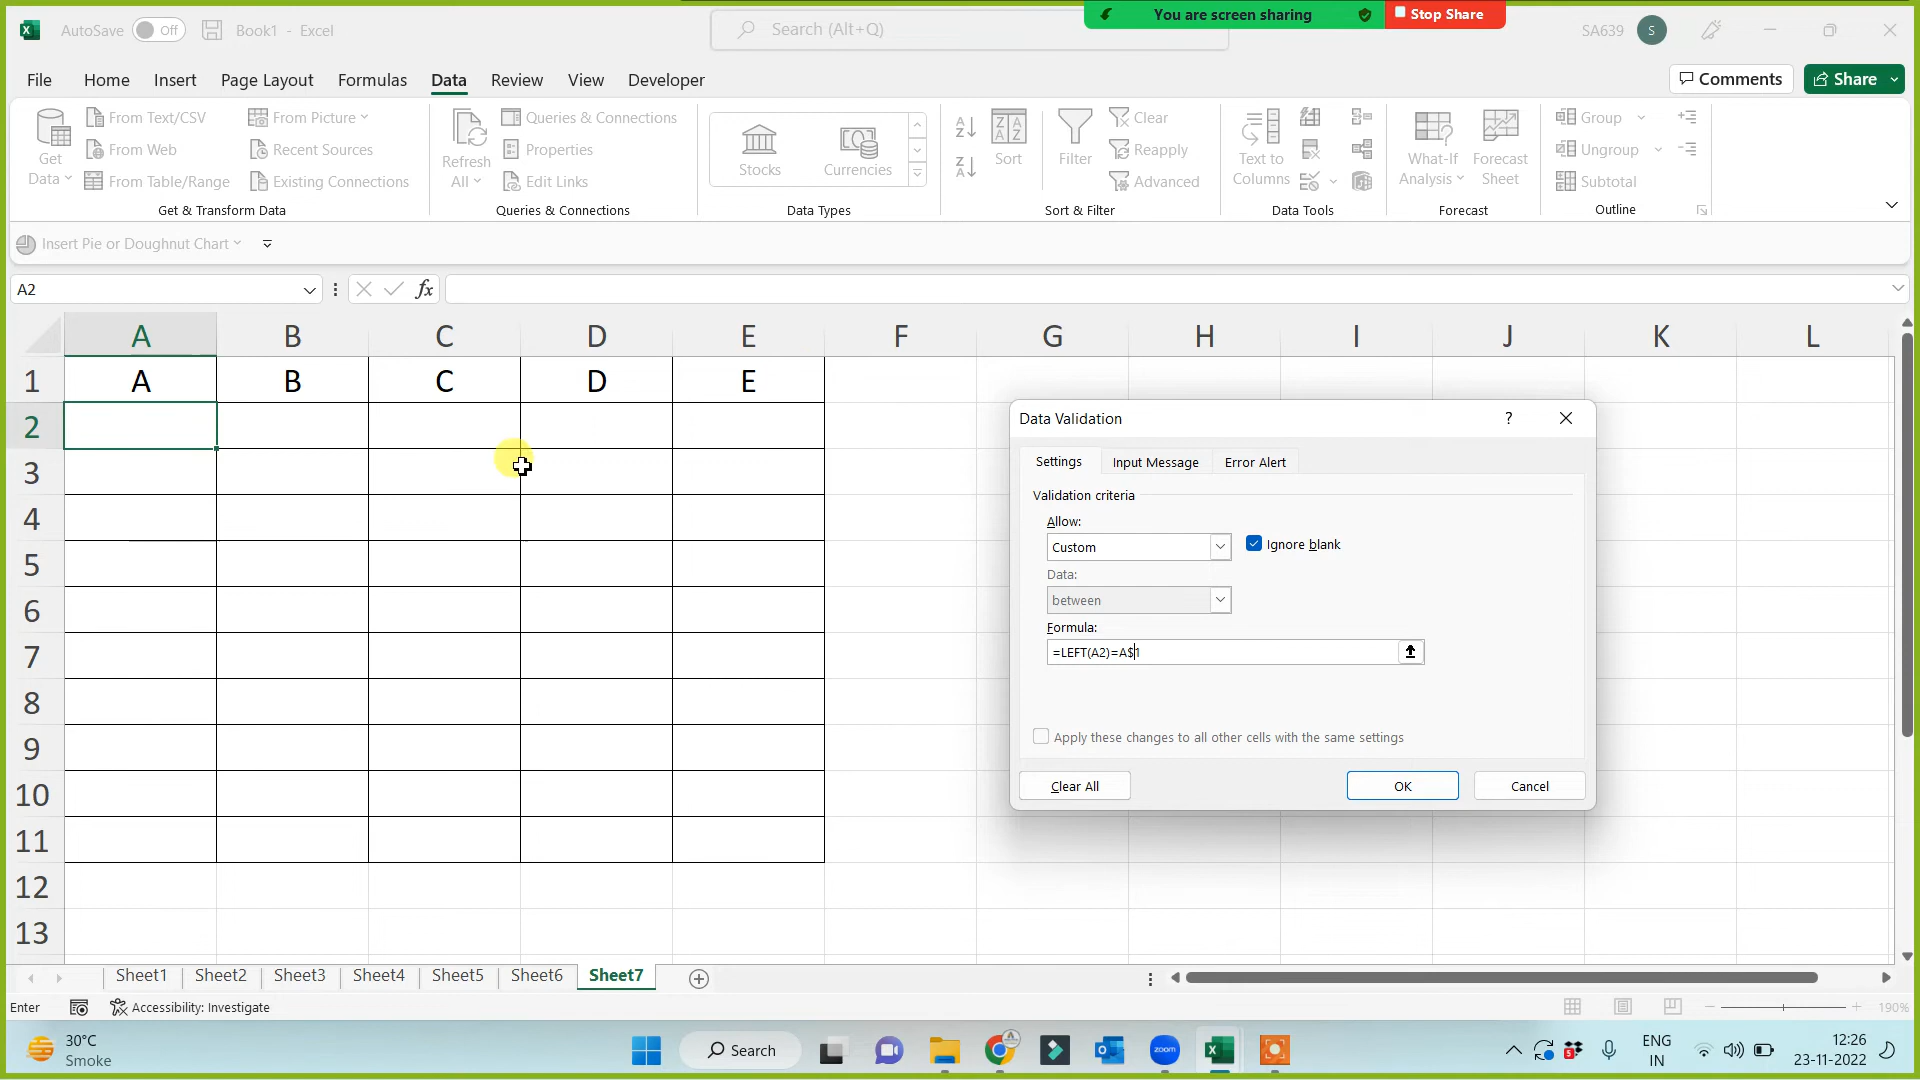 You are screen sharing
Stop Share
AutoSave Off Book1 - Excel
Search (Alt+Q)
SA639 S
File Home Insert Page Layout Formulas Data Review View Developer
Comments Share
Get Data
From Text/CSV
From Web
From Table/Range
From Picture
Recent Sources
Existing Connections
Get & Transform Data
Refresh All
Queries & Connections
Properties
Edit Links
Queries & Connections
Stocks Currencies
Data Types
Sort
Filter
Clear
Reapply
Advanced
Sort & Filter
Text to Columns
Data Tools
What-If Analysis
Forecast Sheet
Forecast
Group
Ungroup
Subtotal
Outline
Insert Pie or Doughnut Chart
A2 fx
A B C D E F G H I J K L
1 A B C D E
2
3
4
5
6
7
8
9
10
11
12
13
Data Validation ?
Settings Input Message Error Alert
Validation criteria
Allow:
Custom Ignore blank
Data:
between
Formula:
=LEFT(A2)=A$1
Apply these changes to all other cells with the same settings
Clear All OK Cancel
Sheet1 Sheet2 Sheet3 Sheet4 Sheet5 Sheet6 Sheet7
Enter Accessibility: Investigate 190%
30°C
Smoke
Search
zoom
ENG
IN
12:26
23-11-2022